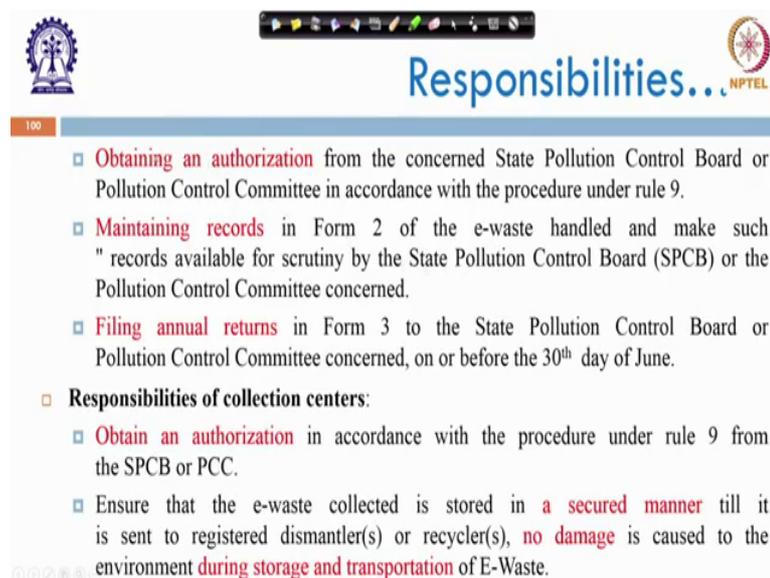 Responsibilities...
NPTEL
100
Obtaining an authorization from the concerned State Pollution Control Board or
Pollution Control Committee in accordance with the procedure under rule 9.
Maintaining records in Form 2 of the e-waste handled and make such
" records available for scrutiny by the State Pollution Control Board (SPCB) or the
Pollution Control Committee concerned.
Filing annual returns in Form 3 to the State Pollution Control Board or
Pollution Control Committee concerned, on or before the 30th day of June.
Responsibilities of collection centers:
Obtain an authorization in accordance with the procedure under rule 9 from
the SPCB or PCC.
Ensure that the e-waste collected is stored in a secured manner till it
is sent to registered dismantler(s) or recycler(s), no damage is caused to the
environment during storage and transportation of E-Waste.